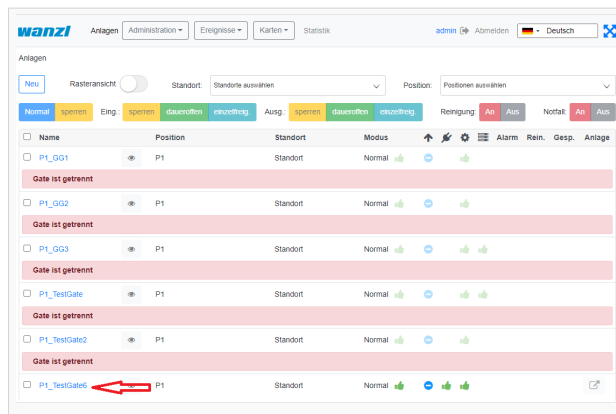 wanzl Anlagen Administration Ereignisse Karten Statistik admin Abmelden Deutsch
Anlagen
Neu Rasteransicht Standort: Standorte auswählen Position: Positionen auswählen
Normal sperren Eing.: sperren daueroffen einzelfreig. Ausg.: sperren daueroffen einzelfreig. Reinigung: An Aus Notfall: An Aus
Name Position Standort Modus Alarm Rein. Gesp. Anlage
P1_GG1 P1 Standort Normal
Gate ist getrennt
P1_GG2 P1 Standort Normal
Gate ist getrennt
P1_GG3 P1 Standort Normal
Gate ist getrennt
P1_TestGate P1 Standort Normal
Gate ist getrennt
P1_TestGate2 P1 Standort Normal
Gate ist getrennt
P1_TestGate6 P1 Standort Normal